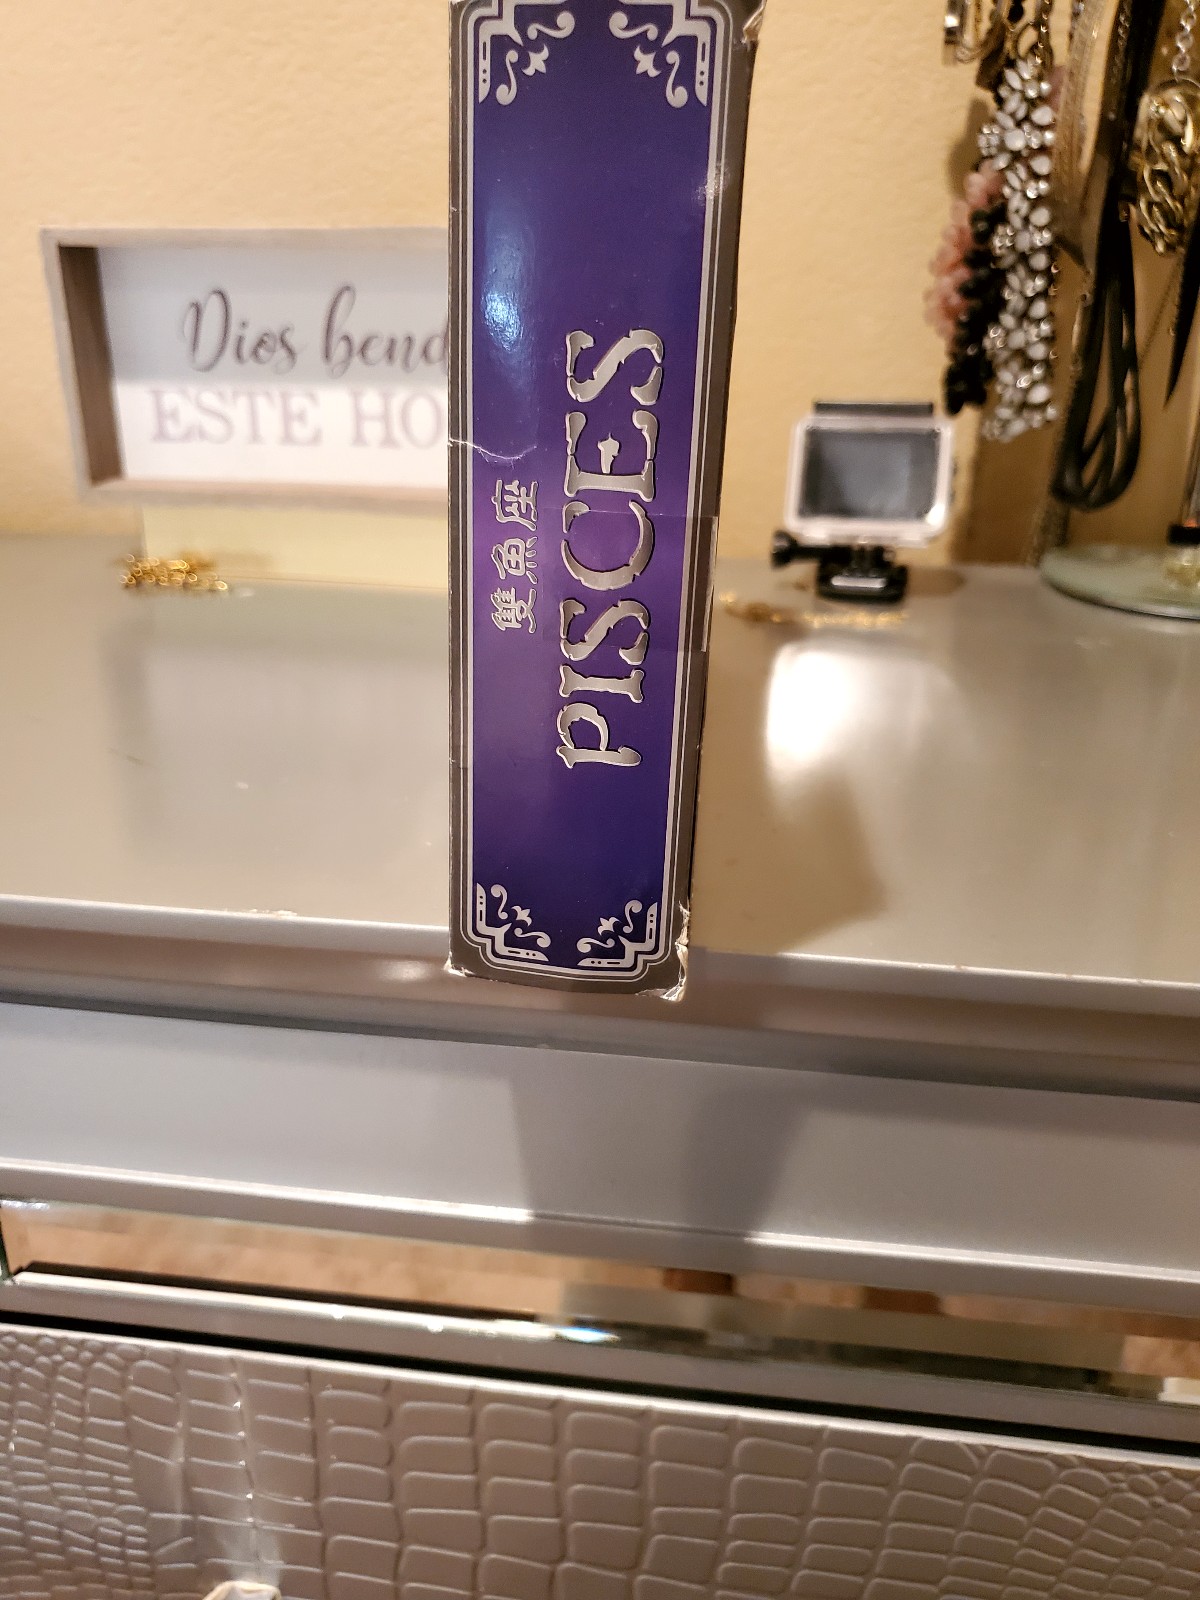 Dios bend
ESTE HO
雙魚座
PISCES